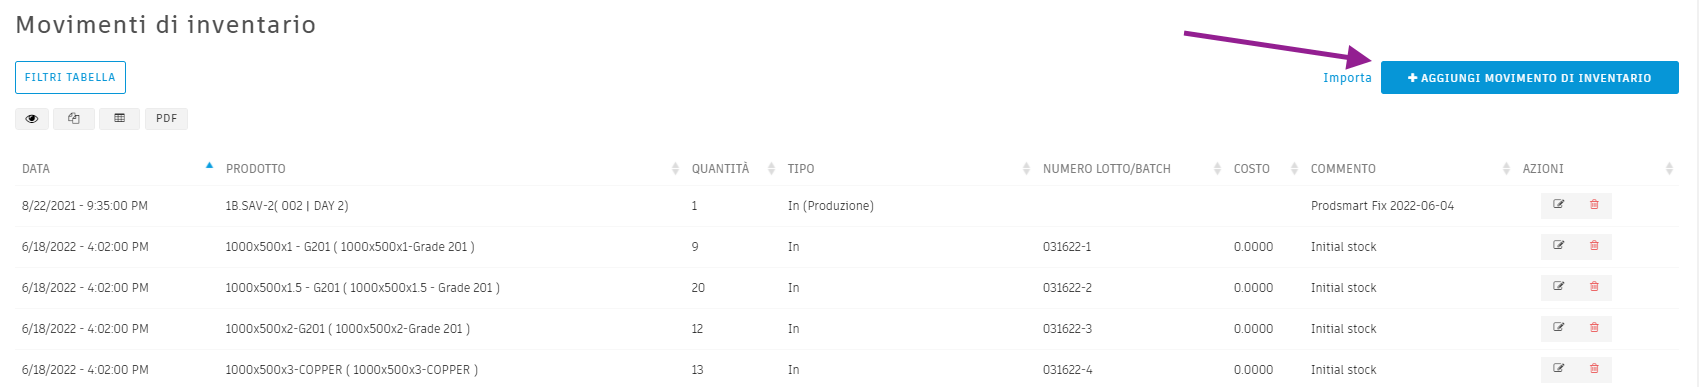 Movimenti di inventario
FILTRI TABELLA
Importa
AGGIUNGI MOVIMENTO DI INVENTARIO
PDF
DATA PRODOTTO QUANTITÀ TIPO NUMERO LOTTO/BATCH COSTO COMMENTO AZIONI
8/22/2021 - 9:35:00 PM 1B.SAV-2( 002 | DAY 2) 1 In (Produzione) Prodsmart Fix 2022-06-04
6/18/2022 - 4:02:00 PM 1000x500x1 - G201 ( 1000x500x1-Grade 201 ) 9 In 031622-1 0.0000 Initial stock
6/18/2022 - 4:02:00 PM 1000x500x1.5 - G201 ( 1000x500x1.5 - Grade 201 ) 20 In 031622-2 0.0000 Initial stock
6/18/2022 - 4:02:00 PM 1000x500x2-G201 ( 1000x500x2-Grade 201 ) 12 In 031622-3 0.0000 Initial stock
6/18/2022 - 4:02:00 PM 1000x500x3-COPPER ( 1000x500x3-COPPER ) 13 In 031622-4 0.0000 Initial stock